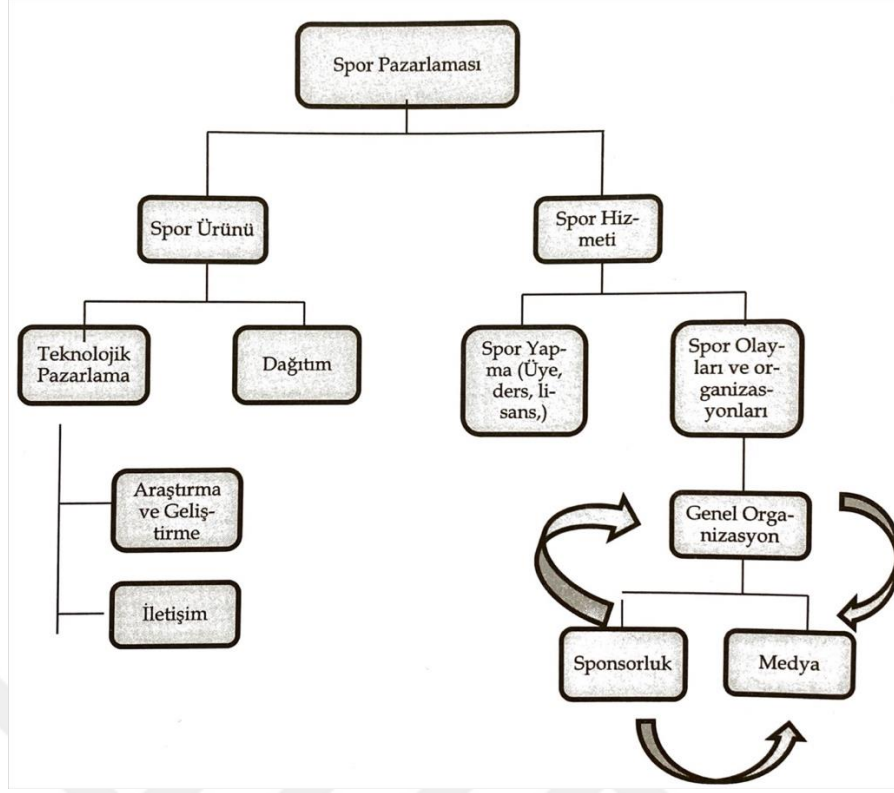 Spor Pazarlaması
Spor Ürünü
Spor Hiz-
meti
Teknolojik
Pazarlama
Dağıtım
Spor Yap-
ma (Üye,
ders, li-
sans,)
Spor Olay-
ları ve or-
ganizas-
yonları
Araştırma
ve Geliş-
tirme
İletişim
Genel Orga-
nizasyon
Sponsorluk
Medya